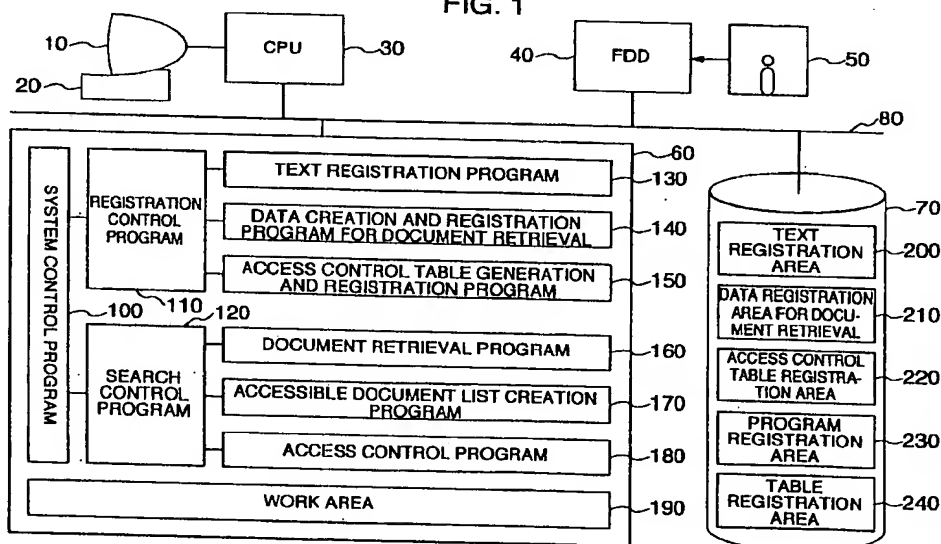 FIG. 1
10
20
CPU
30
40
FDD
50
80
60
SYSTEM CONTROL PROGRAM
100
REGISTRATION
CONTROL
PROGRAM
110
TEXT REGISTRATION PROGRAM
130
DATA CREATION AND REGISTRATION
PROGRAM FOR DOCUMENT RETRIEVAL
140
ACCESS CONTROL TABLE GENERATION
AND REGISTRATION PROGRAM
150
120
SEARCH
CONTROL
PROGRAM
DOCUMENT RETRIEVAL PROGRAM
160
ACCESSIBLE DOCUMENT LIST CREATION
PROGRAM
170
ACCESS CONTROL PROGRAM
180
WORK AREA
190
70
TEXT
REGISTRATION
AREA
200
DATA REGISTRATION
AREA FOR DOCU-
MENT RETRIEVAL
210
ACCESS CONTROL
TABLE REGISTRA-
TION AREA
220
PROGRAM
REGISTRATION
AREA
230
TABLE
REGISTRATION
AREA
240